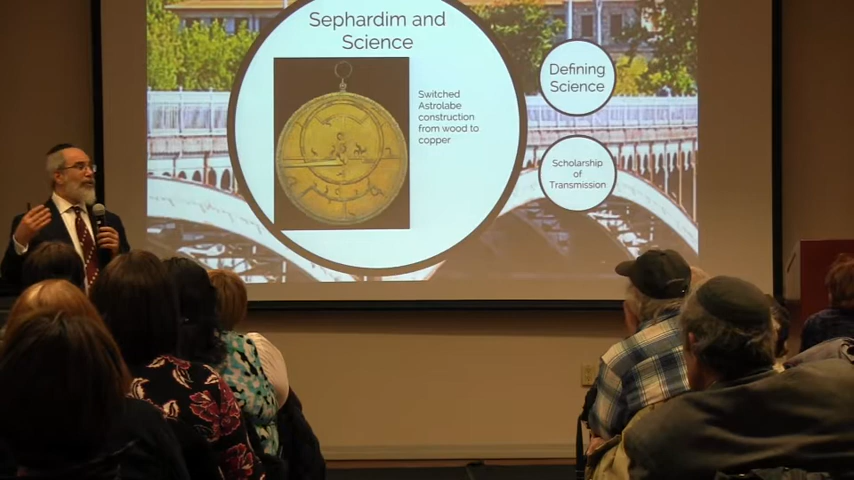 Sephardim and
Science
Switched
Astrolabe
construction
from wood to
copper
Defining
Science
Scholarship
of
Transmission